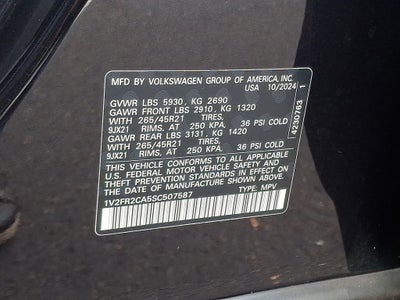 MFD BY VOLKSWAGEN GROUP OF AMERICA, INC.
USA 10/2024
GVWR LBS 5930, KG 2690
GAWR FRONT LBS 2910, KG 1320
WITH 265/45R21 TIRES,
9JX21 RIMS. AT 250 KPA. 36 PSI COLD
GAWR REAR LBS 3131, KG 1420
WITH 265/45R21 TIRES,
9JX21 RIMS. AT 250 KPA. 36 PSI COLD
THIS VEHICLE CONFORMS TO ALL APPLICABLE
U.S. FEDERAL MOTOR VEHICLE SAFETY AND
THEFT PREVENTION STANDARDS IN EFFECT ON
THE DATE OF MANUFACTURE SHOWN ABOVE.
1V2FR2CA5SC507587 TYPE: MPV
4230763 1